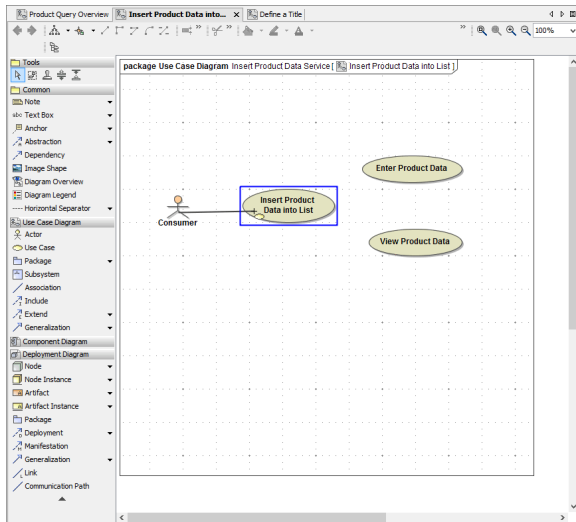 Product Query Overview
Insert Product Data into... x
Define a Title
100%
Tools
package Use Case Diagram Insert Product Data Service[ Insert Product Data into List ]
Common
Note
abc Text Box
Anchor
Abstraction
Dependency
Image Shape
Diagram Overview
Diagram Legend
Horizontal Separator
Use Case Diagram
Actor
Use Case
Package
Subsystem
Association
Include
Extend
Generalization
Component Diagram
Deployment Diagram
Node
Node Instance
Artifact
Artifact Instance
Package
Deployment
Manifestation
Generalization
Link
Communication Path
Enter Product Data
Insert Product
Data into List
Consumer
View Product Data